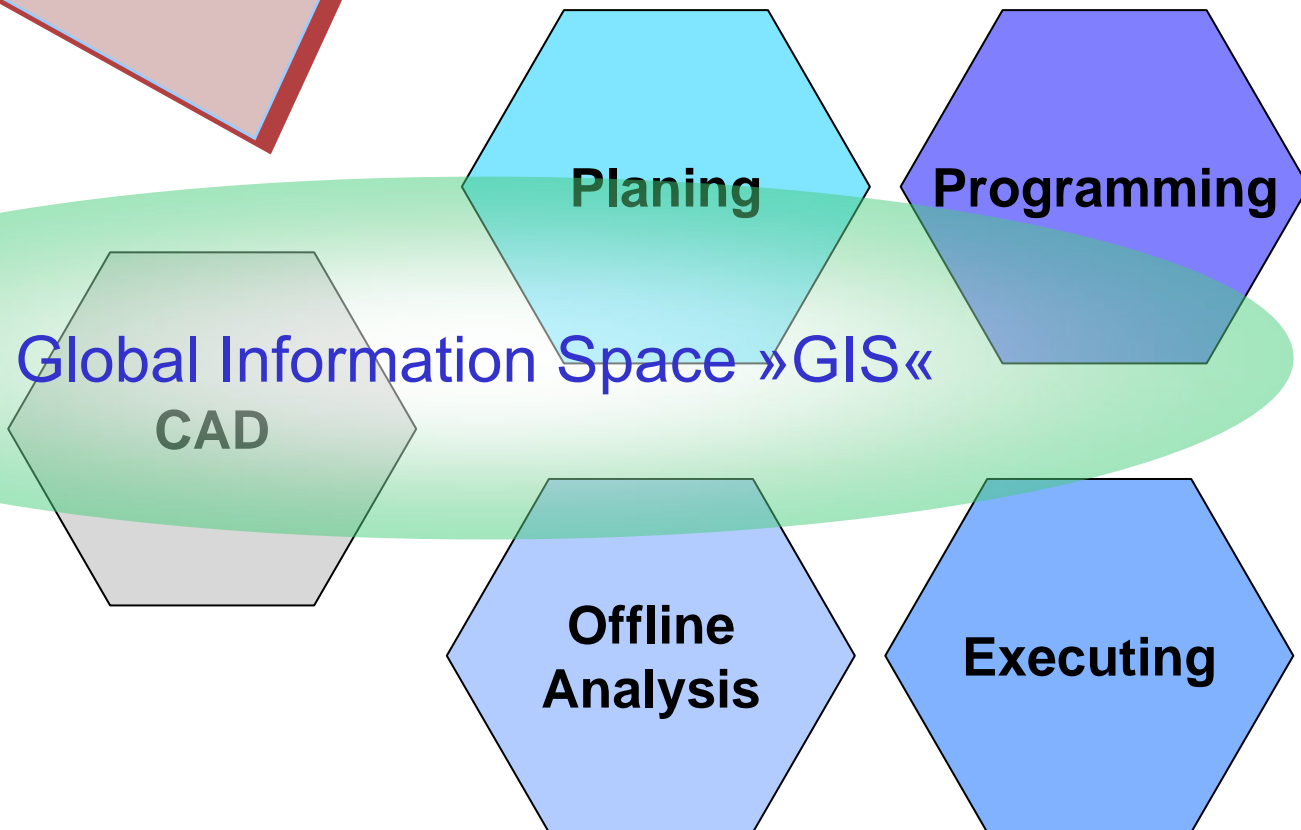 Planing
Programming
Global Information Space »GIS«
CAD
Offline
Analysis
Executing